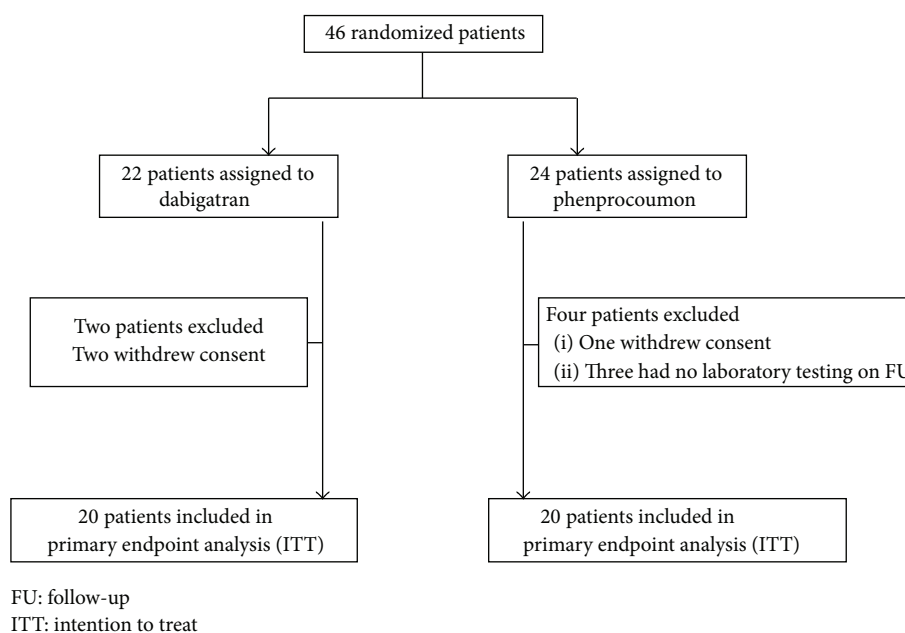 46 randomized patients
22 patients assigned to
dabigatran
24 patients assigned to
phenprocoumon
Two patients excluded
Two withdrew consent
Four patients excluded
(i) One withdrew consent
(ii) Three had no laboratory testing on FU
20 patients included in
primary endpoint analysis (ITT)
20 patients included in
primary endpoint analysis (ITT)
FU: follow-up
ITT: intention to treat